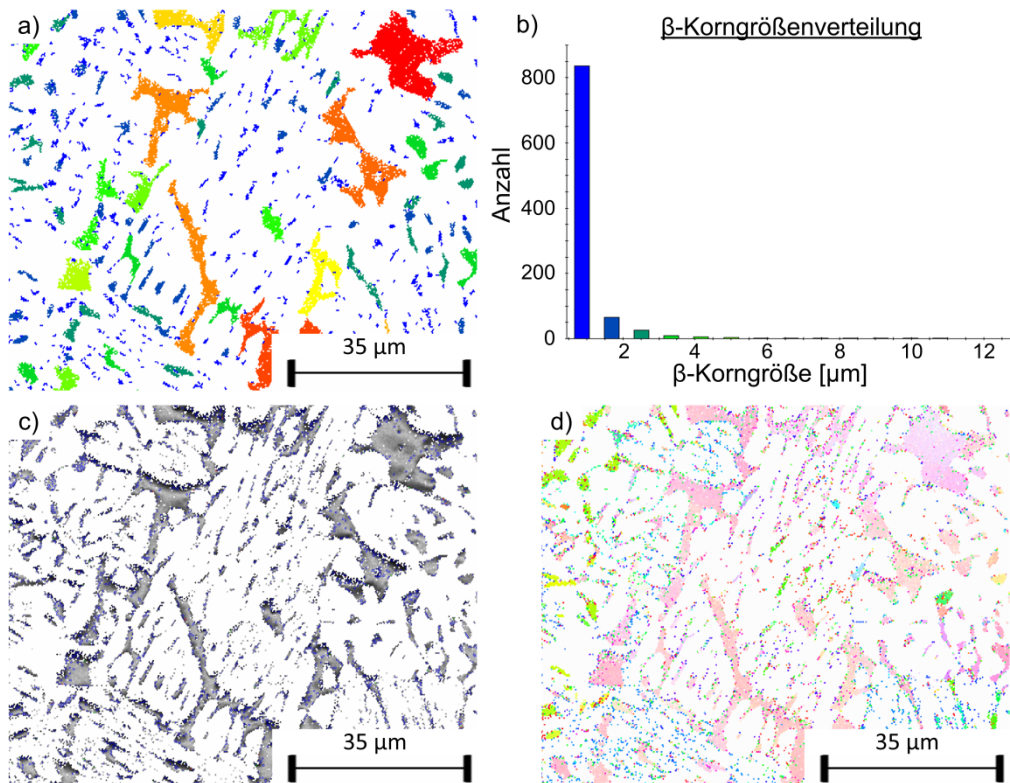 a)
35 µm
b)
β-Korngrößenverteilung
Anzahl
800
600
400
200
0
2
4
6
8
10
12
β-Korngröße [µm]
c)
35 µm
d)
35 µm